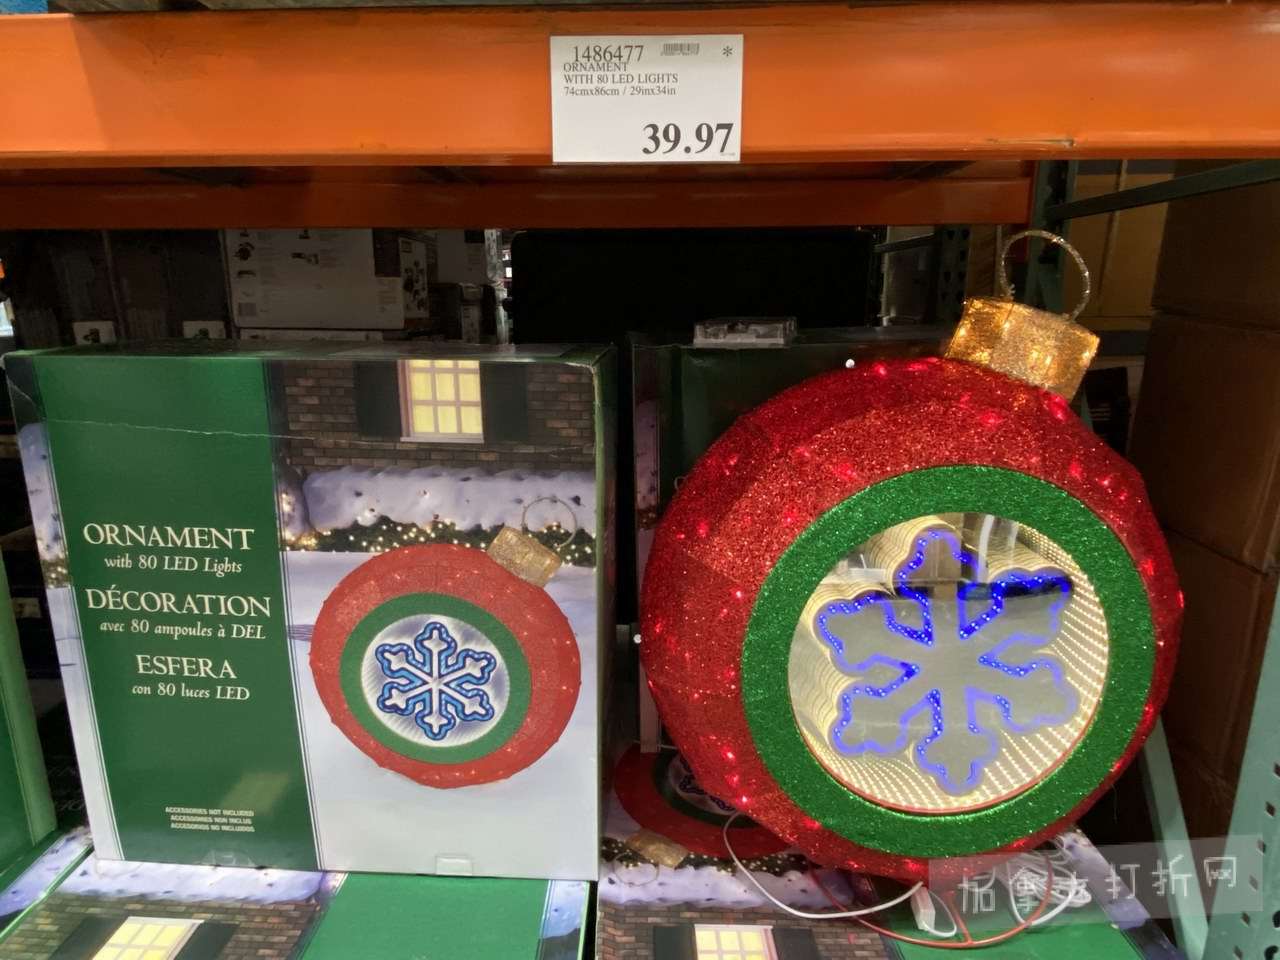 1486477 *
ORNAMENT
WITH 80 LED LIGHTS
74cmx86cm / 29inx34in
39.97
ORNAMENT
with 80 LED Lights
DÉCORATION
avec 80 ampoules à DEL
ESFERA
con 80 luces LED
ACCESSORIES NOT INCLUDED
ACCESSOIRES NON INCLUS
ACCESORIOS NO INCLUIDOS
加拿大打折网